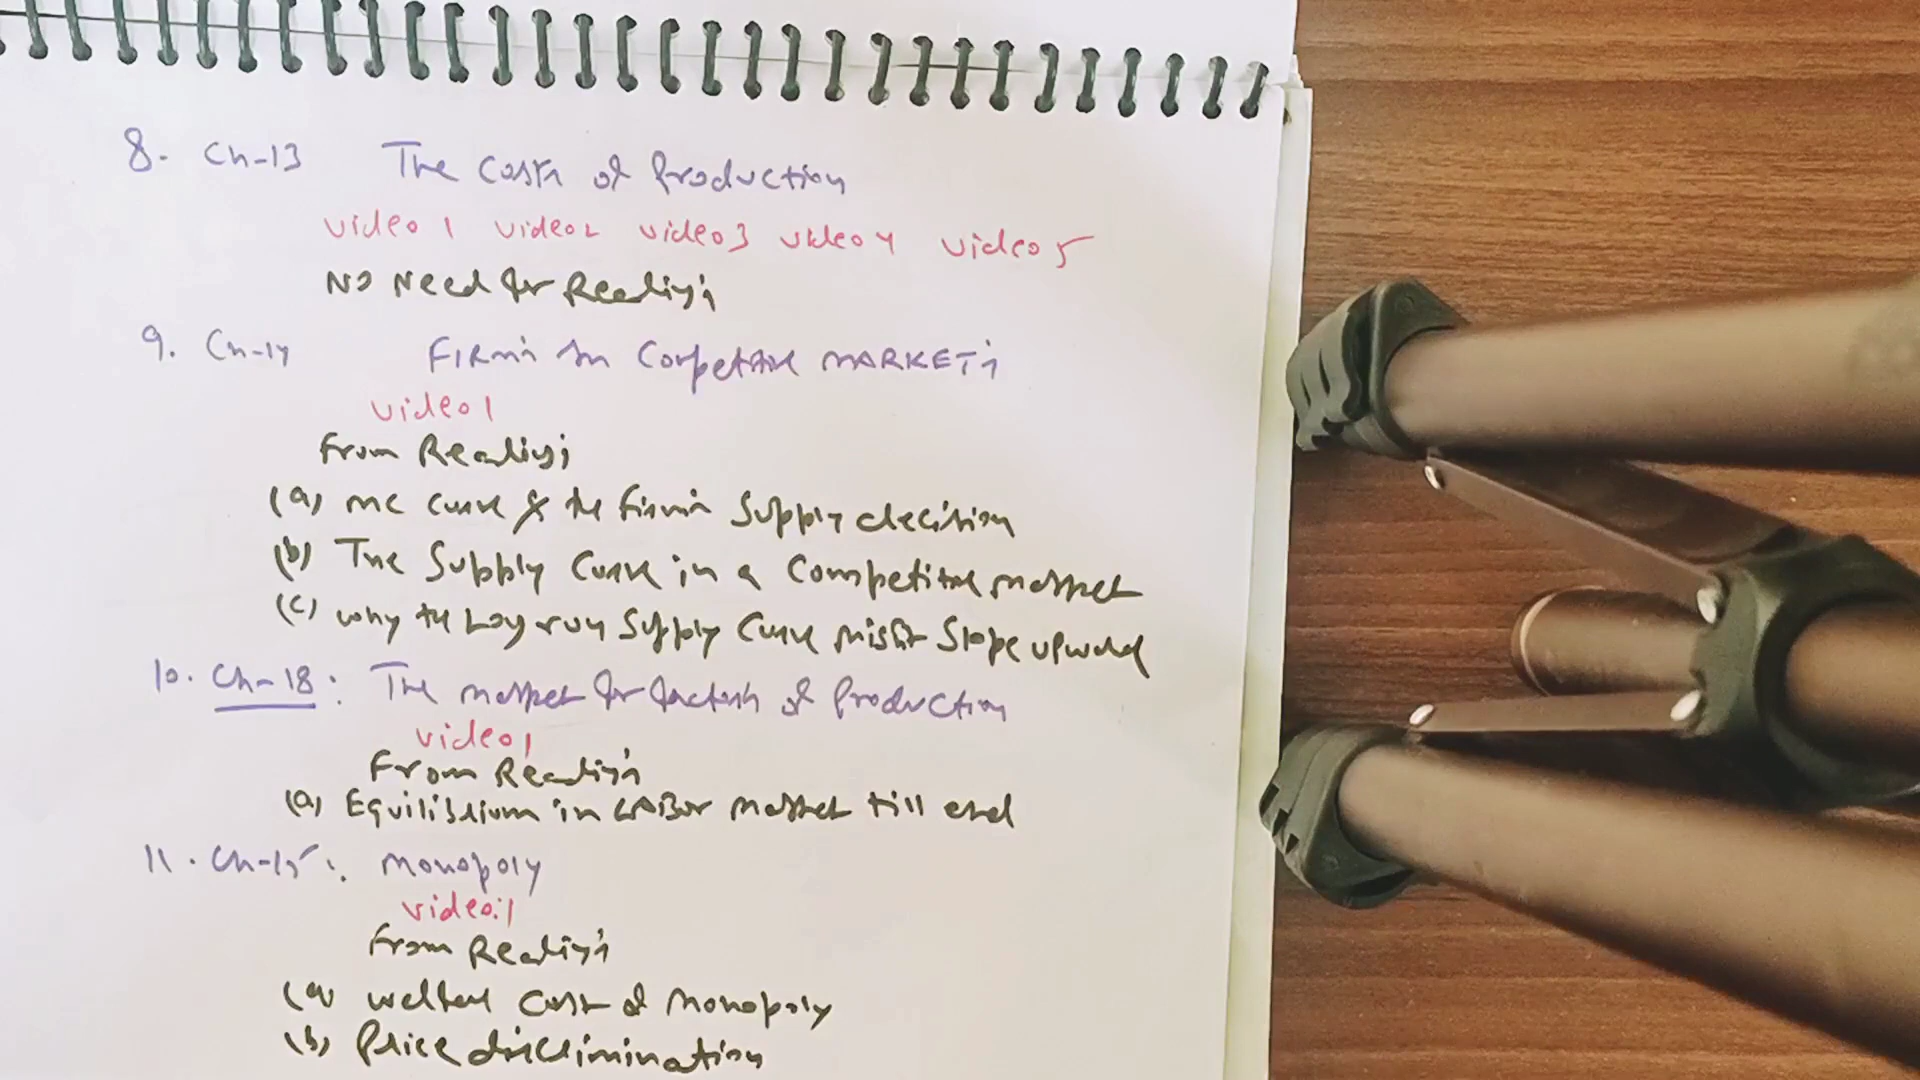 8. Ch-13 The Costs of Production
video 1 video 2 video 3 video 4 video 5
No Need for Readings
9. Ch-14 FIRMS In Competitive MARKETS
video 1
From Readings
(a) MC curve & the firm's Supply decision
(b) The Supply Curve in a Competitive market
(c) why the Long run Supply Curve might Slope upward
10. Ch-18: The market for factors of Production
video 1
From Readings
(a) Equilibrium in LABOR market till end
11. Ch-15: Monopoly
video: 1
From Readings
(a) welfare Cost of Monopoly
(b) Price discrimination